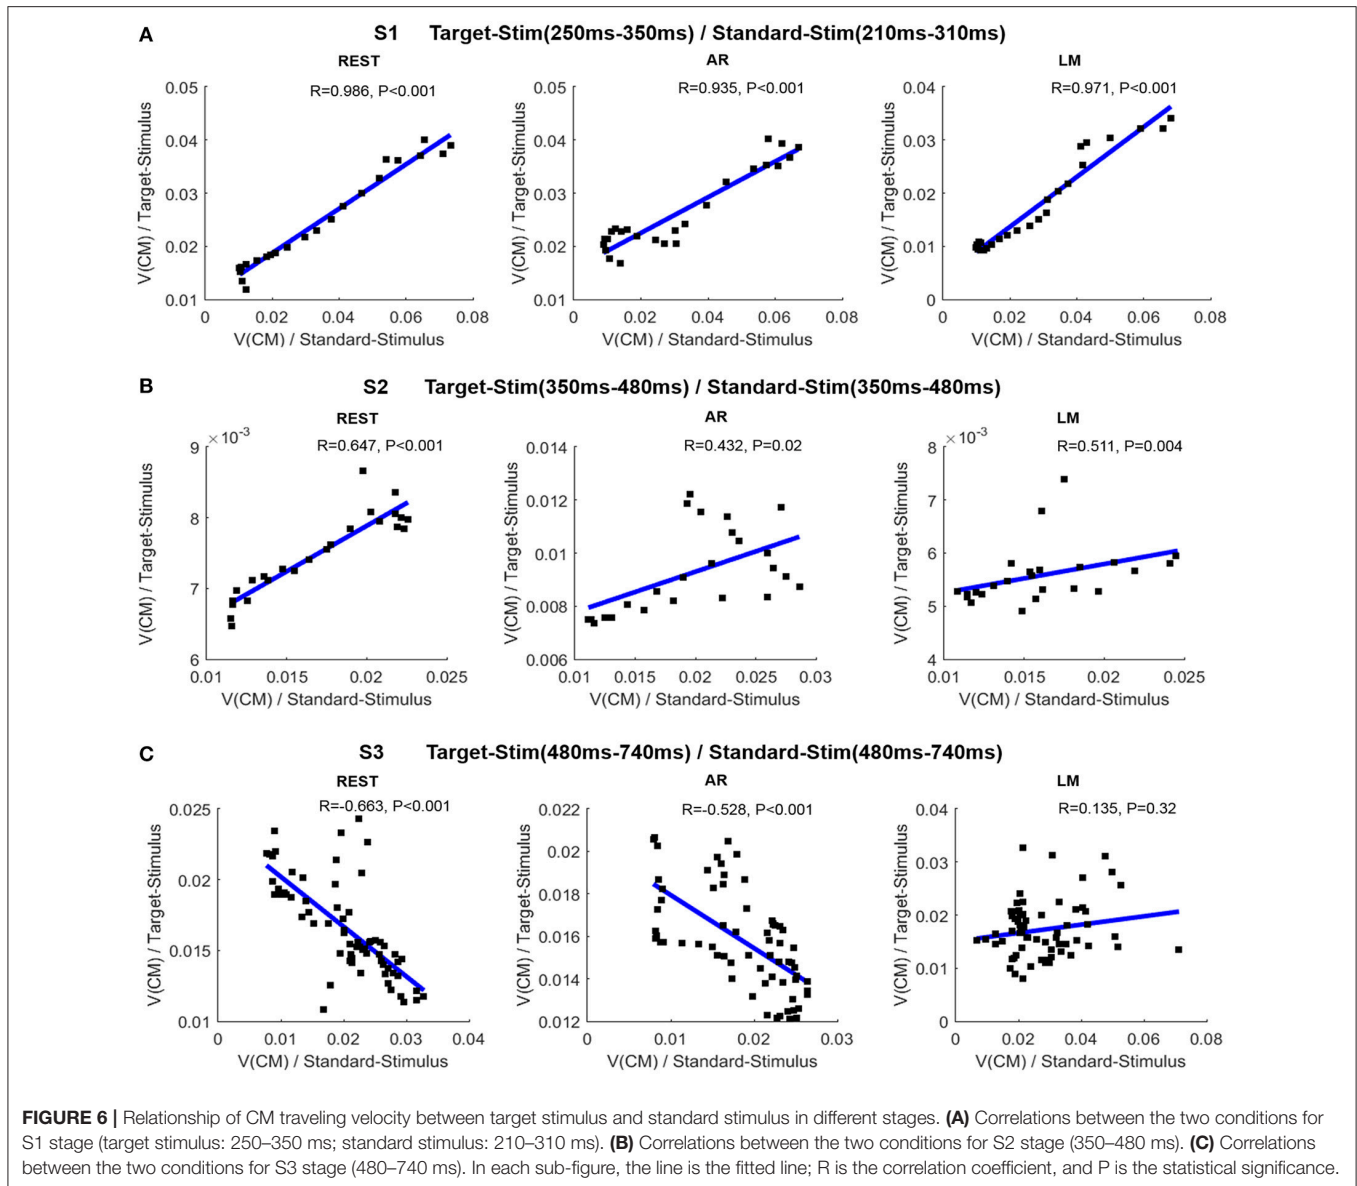 A
S1 Target-Stim(250ms-350ms) / Standard-Stim(210ms-310ms)
REST
R=0.986, P<0.001
0.05
0.04
0.03
0.02
0.01
V(CM) / Target-Stimulus
0 0.02 0.04 0.06 0.08
V(CM) / Standard-Stimulus
AR
R=0.935, P<0.001
0.05
0.04
0.03
0.02
0.01
V(CM) / Target-Stimulus
0 0.02 0.04 0.06 0.08
V(CM) / Standard-Stimulus
LM
R=0.971, P<0.001
0.04
0.03
0.02
0.01
0
V(CM) / Target-Stimulus
0 0.02 0.04 0.06 0.08
V(CM) / Standard-Stimulus
B
S2 Target-Stim(350ms-480ms) / Standard-Stim(350ms-480ms)
REST
×10-3
R=0.647, P<0.001
9
8
7
6
V(CM) / Target-Stimulus
0.01 0.015 0.02 0.025
V(CM) / Standard-Stimulus
AR
R=0.432, P=0.02
0.014
0.012
0.01
0.008
0.006
V(CM) / Target-Stimulus
0.01 0.015 0.02 0.025 0.03
V(CM) / Standard-Stimulus
LM
×10-3
R=0.511, P=0.004
8
7
6
5
4
V(CM) / Target-Stimulus
0.01 0.015 0.02 0.025
V(CM) / Standard-Stimulus
C
S3 Target-Stim(480ms-740ms) / Standard-Stim(480ms-740ms)
REST
R=-0.663, P<0.001
0.025
0.02
0.015
0.01
V(CM) / Target-Stimulus
0 0.01 0.02 0.03 0.04
V(CM) / Standard-Stimulus
AR
R=-0.528, P<0.001
0.022
0.02
0.018
0.016
0.014
0.012
V(CM) / Target-Stimulus
0 0.01 0.02 0.03
V(CM) / Standard-Stimulus
LM
R=0.135, P=0.32
0.04
0.03
0.02
0.01
0
V(CM) / Target-Stimulus
0 0.02 0.04 0.06 0.08
V(CM) / Standard-Stimulus
FIGURE 6 | Relationship of CM traveling velocity between target stimulus and standard stimulus in different stages. (A) Correlations between the two conditions for
S1 stage (target stimulus: 250–350 ms; standard stimulus: 210–310 ms). (B) Correlations between the two conditions for S2 stage (350–480 ms). (C) Correlations
between the two conditions for S3 stage (480–740 ms). In each sub-figure, the line is the fitted line; R is the correlation coefficient, and P is the statistical significance.